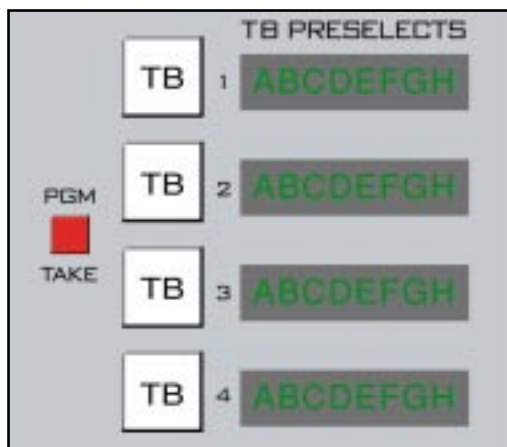 TB PRESELECTS
TB 1 ABCDEFGH
TB 2 ABCDEFGH
PGM
TAKE
TB 3 ABCDEFGH
TB 4 ABCDEFGH